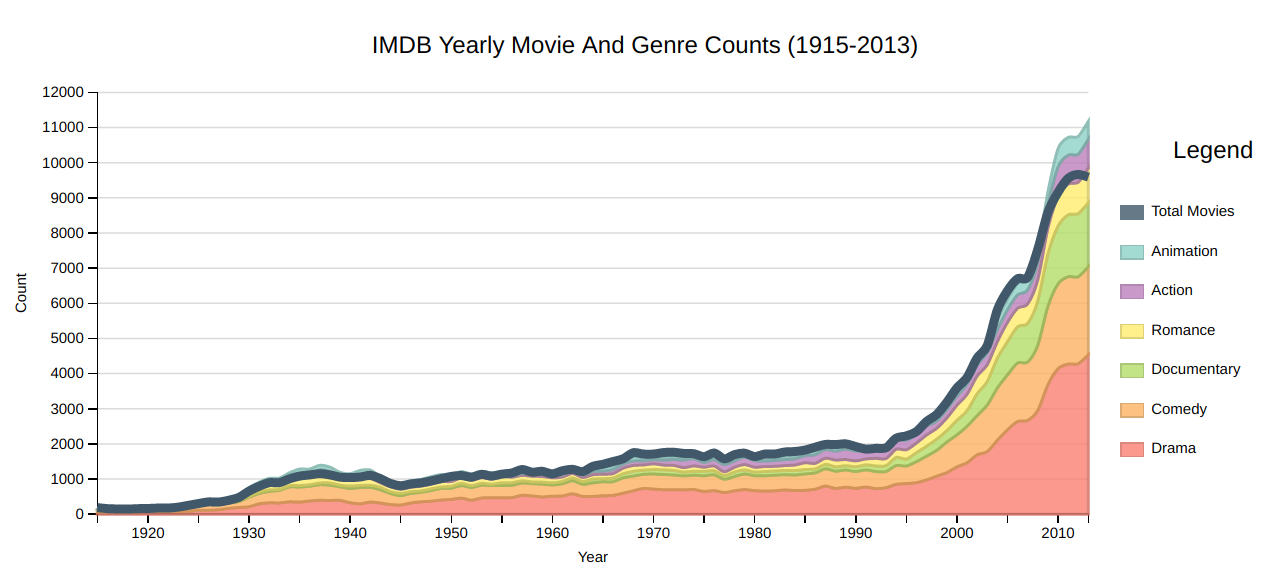 IMDB Yearly Movie And Genre Counts (1915-2013)
12000
11000
10000
9000
8000
7000
6000
5000
4000
3000
2000
1000
0
Count
1920 1930 1940 1950 1960 1970 1980 1990 2000 2010
Year
Legend
Total Movies
Animation
Action
Romance
Documentary
Comedy
Drama